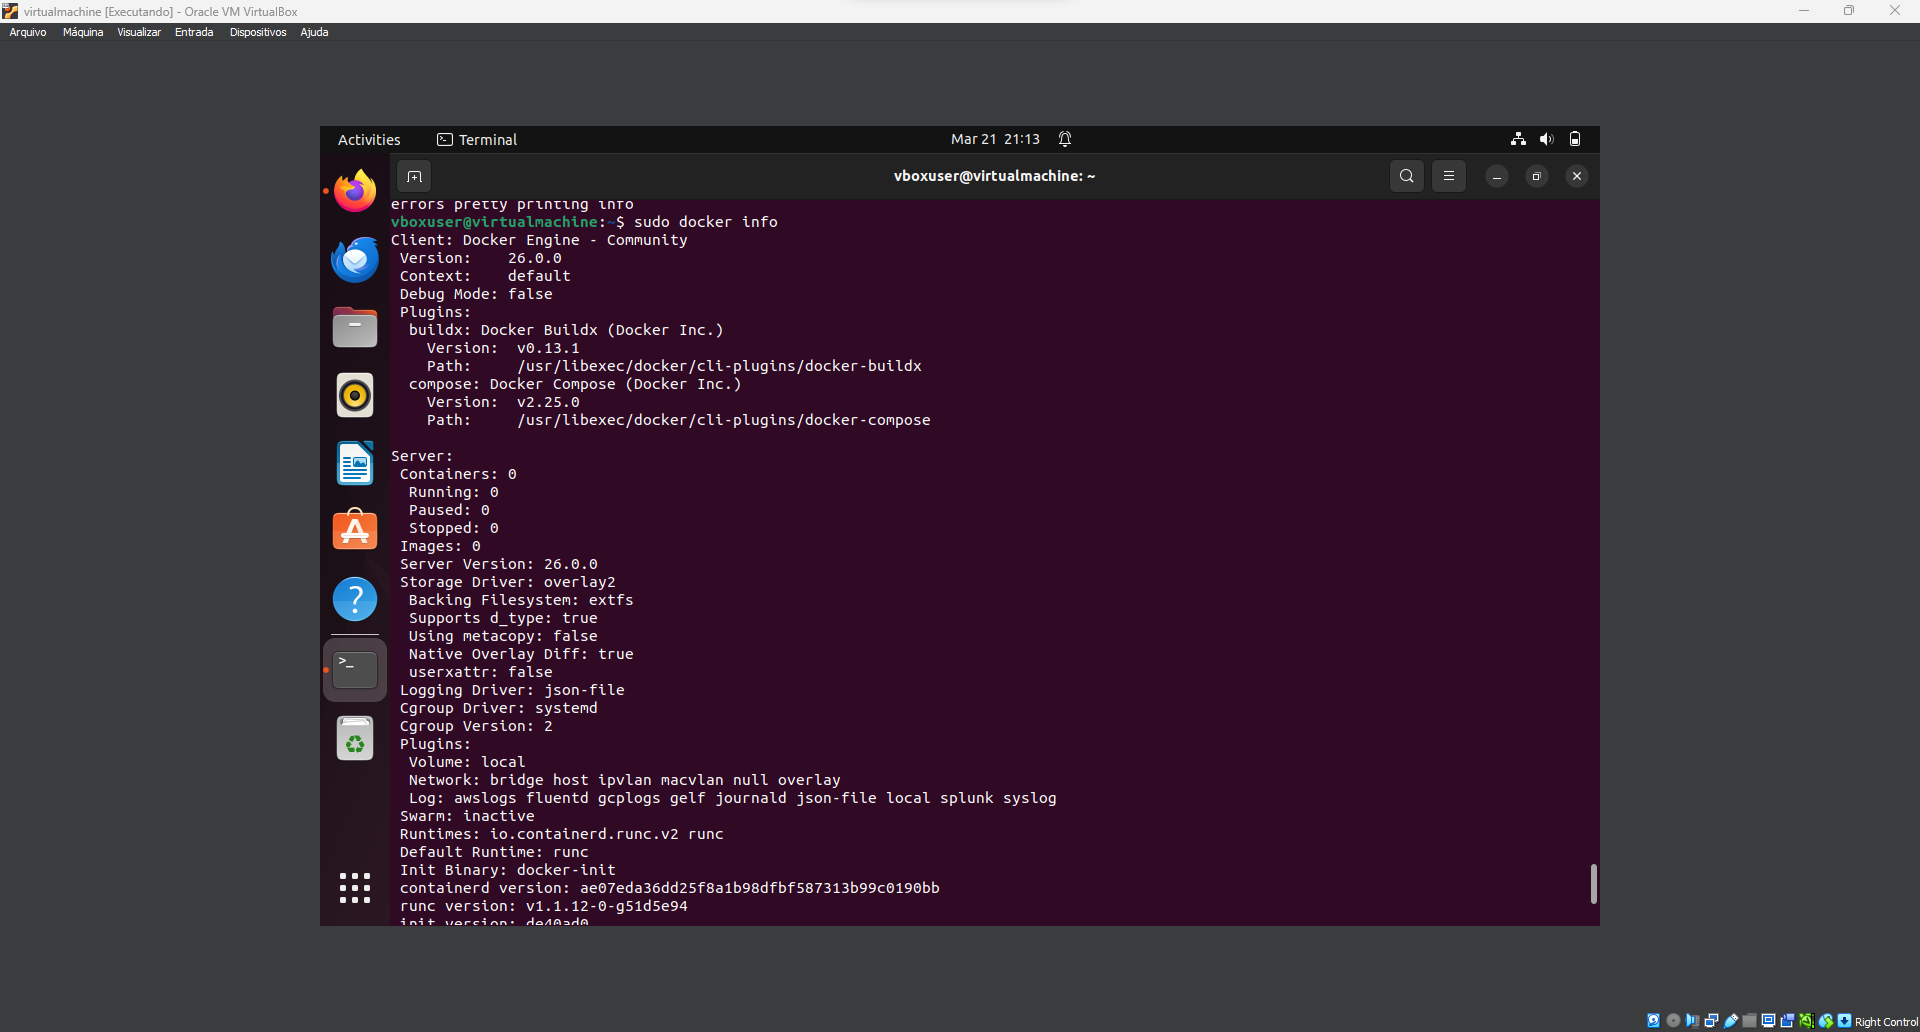 virtualmachine [Executando] - Oracle VM VirtualBox
Arquivo Máquina Visualizar Entrada Dispositivos Ajuda
Activities Terminal Mar 21 21:13
vboxuser@virtualmachine: ~
errors pretty printing info
vboxuser@virtualmachine:~$ sudo docker info
Client: Docker Engine - Community
Version: 26.0.0
Context: default
Debug Mode: false
Plugins:
buildx: Docker Buildx (Docker Inc.)
Version: v0.13.1
Path: /usr/libexec/docker/cli-plugins/docker-buildx
compose: Docker Compose (Docker Inc.)
Version: v2.25.0
Path: /usr/libexec/docker/cli-plugins/docker-compose
Server:
Containers: 0
Running: 0
Paused: 0
Stopped: 0
Images: 0
Server Version: 26.0.0
Storage Driver: overlay2
Backing Filesystem: extfs
Supports d_type: true
Using metacopy: false
Native Overlay Diff: true
userxattr: false
Logging Driver: json-file
Cgroup Driver: systemd
Cgroup Version: 2
Plugins:
Volume: local
Network: bridge host ipvlan macvlan null overlay
Log: awslogs fluentd gcplogs gelf journald json-file local splunk syslog
Swarm: inactive
Runtimes: io.containerd.runc.v2 runc
Default Runtime: runc
Init Binary: docker-init
containerd version: ae07eda36dd25f8a1b98dfbf587313b99c0190bb
runc version: v1.1.12-0-g51d5e94
init version: de40ad0
Right Control